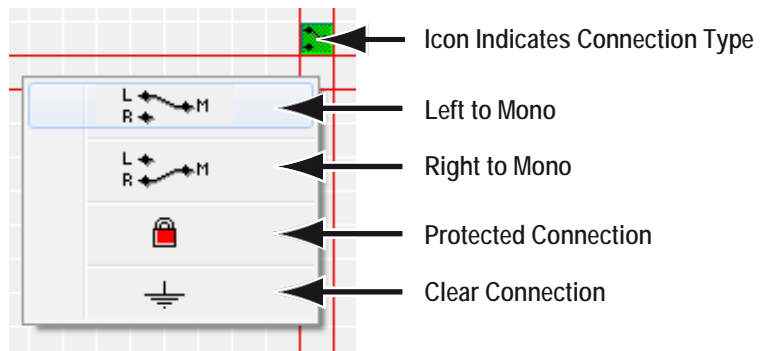 Icon Indicates Connection Type
L M
R
Left to Mono
L
R M
Right to Mono
Protected Connection
Clear Connection